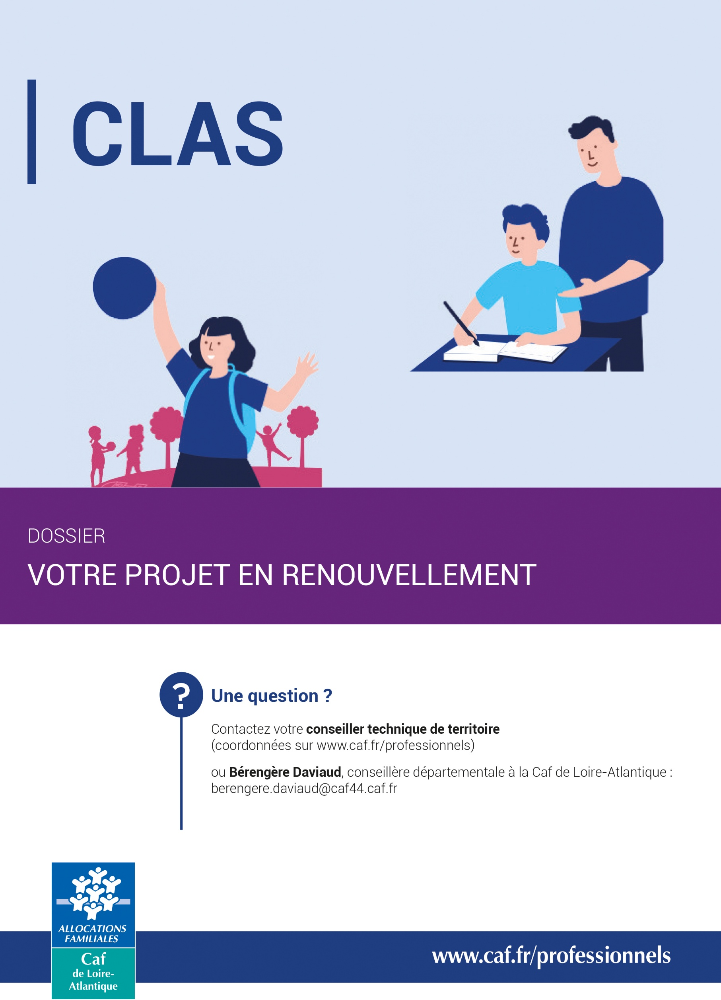 CLAS
DOSSIER
VOTRE PROJET EN RENOUVELLEMENT
?
Une question ?
Contactez votre conseiller technique de territoire
(coordonnées sur www.caf.fr/professionnels)
ou Bérengère Daviaud, conseillère départementale à la Caf de Loire-Atlantique :
berengere.daviaud@caf44.caf.fr
ALLOCATIONS
FAMILIALES
Caf
de Loire-
Atlantique
www.caf.fr/professionnels